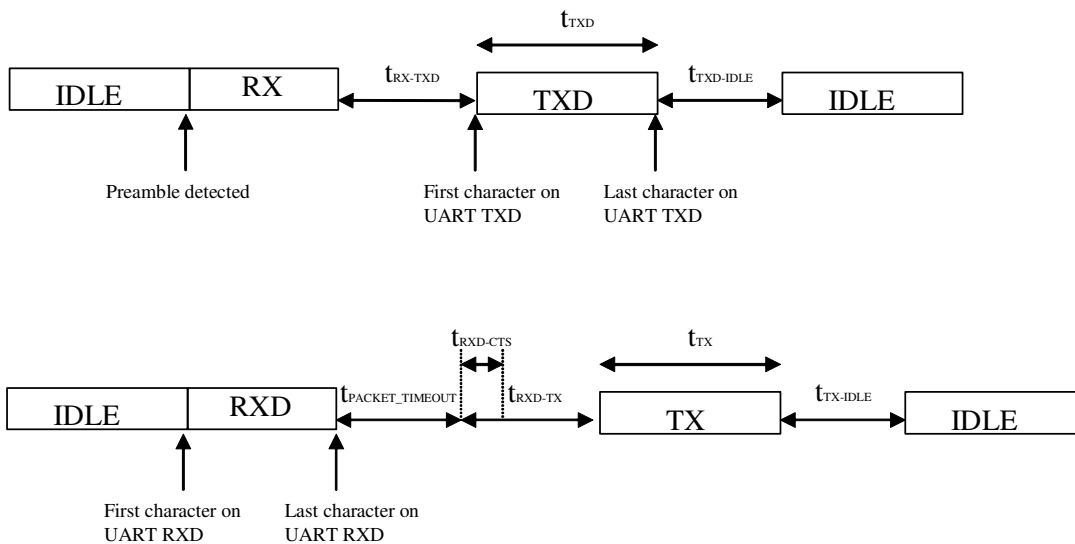 tTXD
IDLE RX tRX-TXD TXD tTXD-IDLE IDLE
Preamble detected
First character on
UART TXD
Last character on
UART TXD
tRXD-CTS
tTX
IDLE RXD tPACKET_TIMEOUT tRXD-TX TX tTX-IDLE IDLE
First character on
UART RXD
Last character on
UART RXD